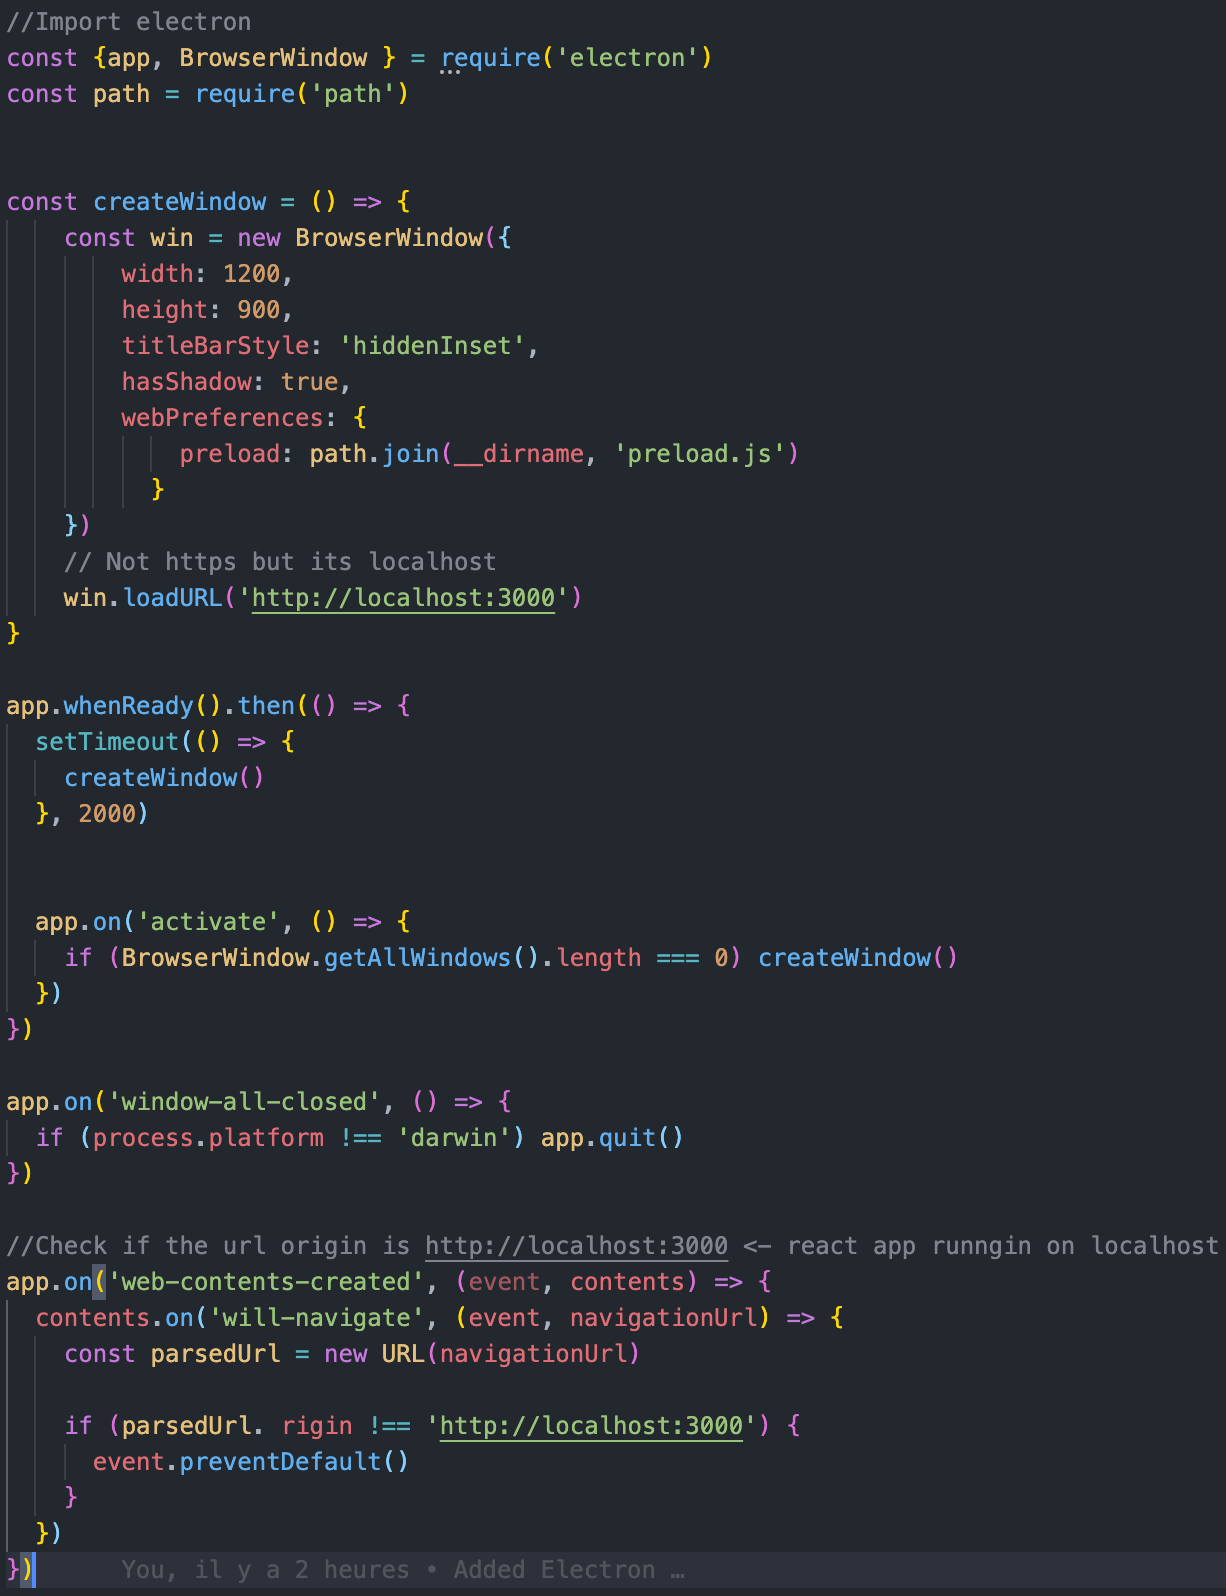 //Import electron
const {app, BrowserWindow } = require('electron')
const path = require('path')
const createWindow = () => {
const win = new BrowserWindow({
width: 1200,
height: 900,
titleBarStyle: 'hiddenInset',
hasShadow: true,
webPreferences: {
preload: path.join(__dirname, 'preload.js')
}
})
// Not https but its localhost
win.loadURL('http://localhost:3000')
}
app.whenReady().then(() => {
setTimeout(() => {
createWindow()
}, 2000)
app.on('activate', () => {
if (BrowserWindow.getAllWindows().length === 0) createWindow()
})
})
app.on('window-all-closed', () => {
if (process.platform !== 'darwin') app.quit()
})
//Check if the url origin is http://localhost:3000 <- react app runngin on localhost
app.on('web-contents-created', (event, contents) => {
contents.on('will-navigate', (event, navigationUrl) => {
const parsedUrl = new URL(navigationUrl)
if (parsedUrl. rigin !== 'http://localhost:3000') {
event.preventDefault()
}
})
}) You, il y a 2 heures • Added Electron …